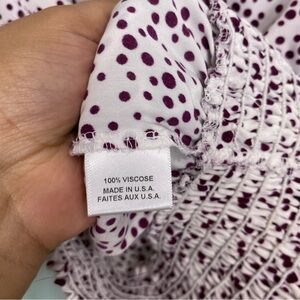 100% VISCOSE
MADE IN U.S.A.
FAITES AUX U.S.A.